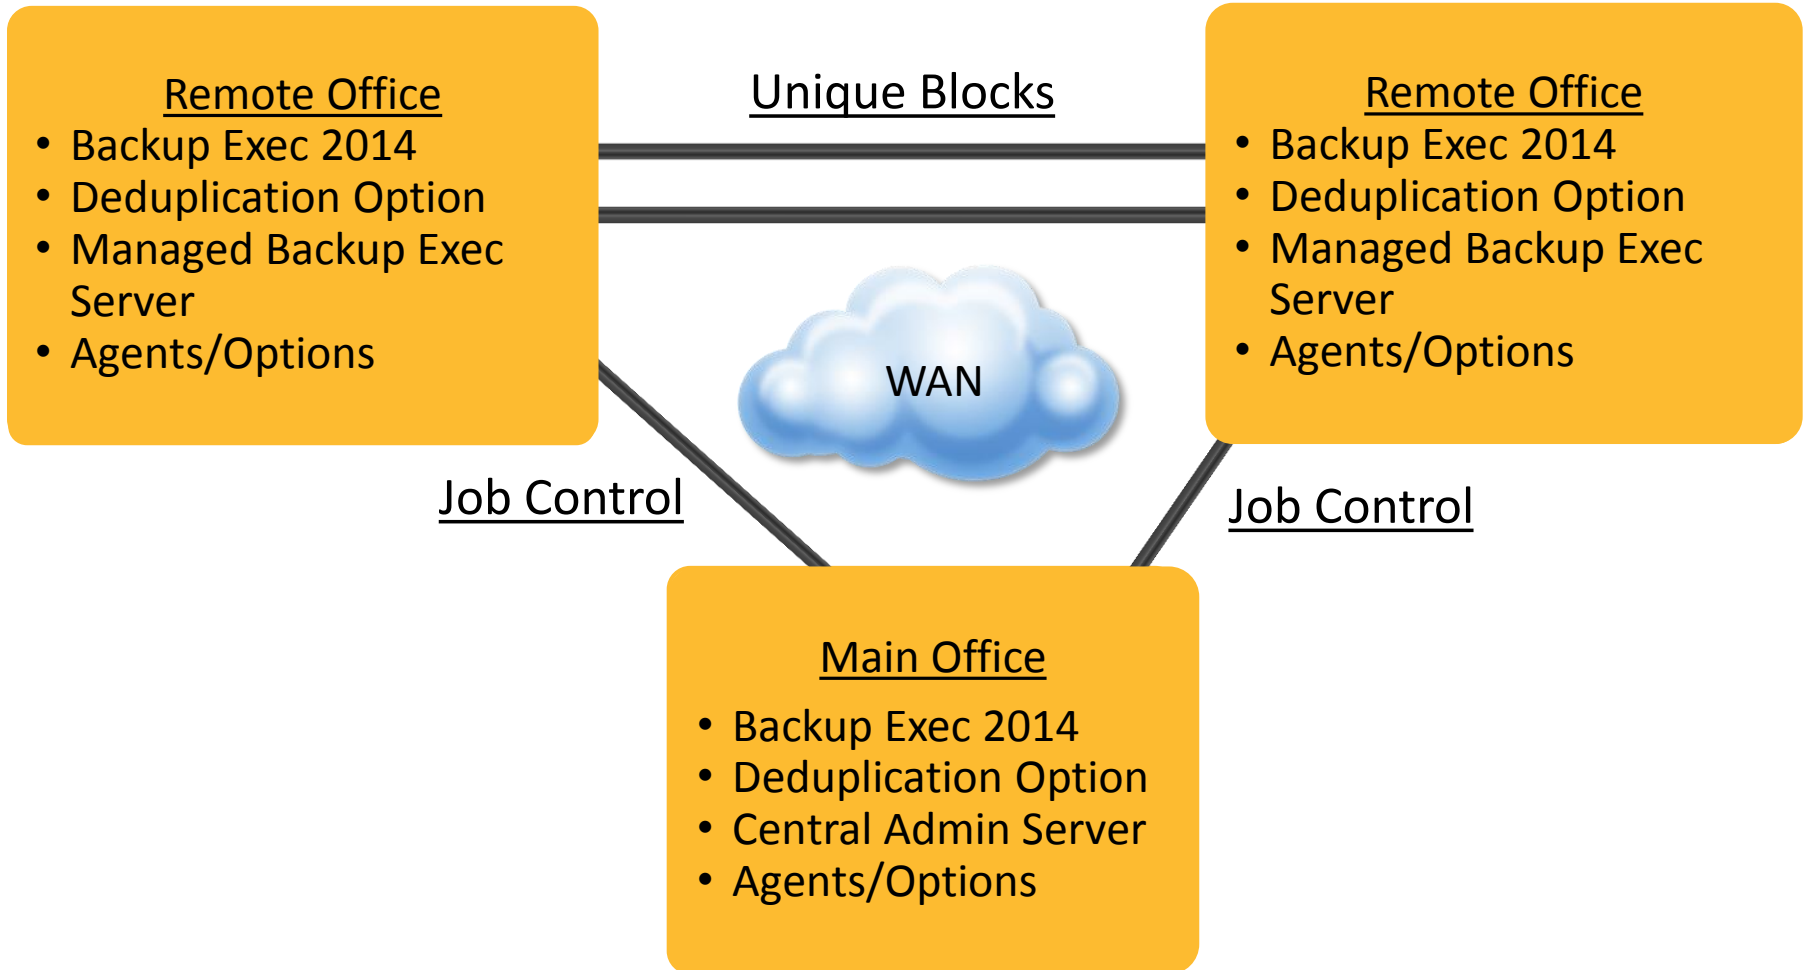 Remote Office
• Backup Exec 2014
• Deduplication Option
• Managed Backup Exec
Server
• Agents/Options
Unique Blocks
Remote Office
• Backup Exec 2014
• Deduplication Option
• Managed Backup Exec
Server
• Agents/Options
WAN
Job Control
Job Control
Main Office
• Backup Exec 2014
• Deduplication Option
• Central Admin Server
• Agents/Options